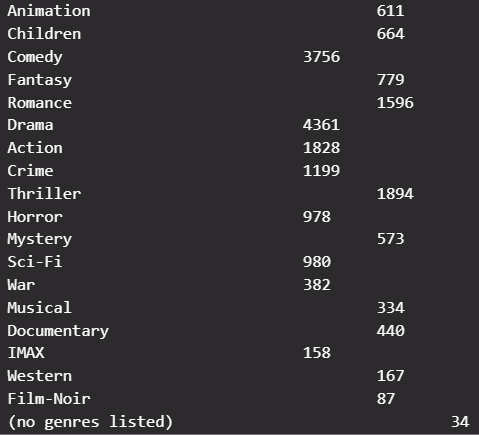 Animation 611
Children 664
Comedy 3756
Fantasy 779
Romance 1596
Drama 4361
Action 1828
Crime 1199
Thriller 1894
Horror 978
Mystery 573
Sci-Fi 980
War 382
Musical 334
Documentary 440
IMAX 158
Western 167
Film-Noir 87
(no genres listed) 34